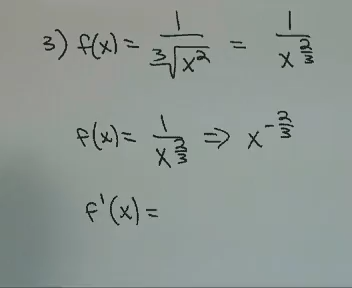 3) f(x) = 1/∛(x²) = 1/x^(2/3)
f(x) = 1/x^(2/3) ⇒ x^(-2/3)
f'(x) =